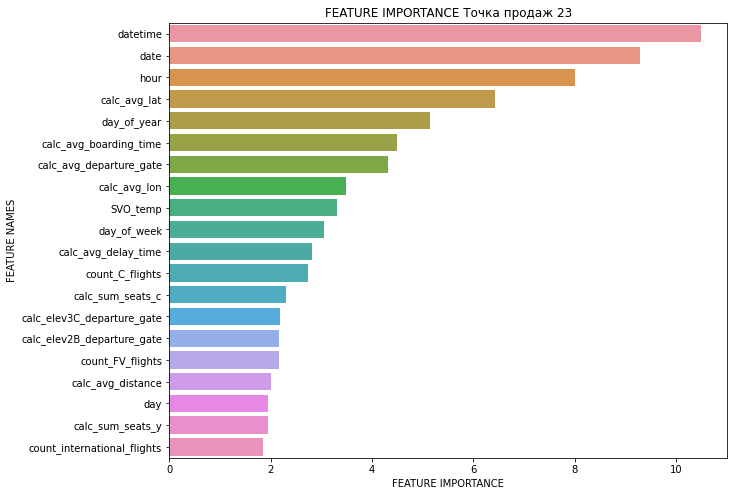 FEATURE IMPORTANCE Точка продаж 23
FEATURE NAMES
datetime
date
hour
calc_avg_lat
day_of_year
calc_avg_boarding_time
calc_avg_departure_gate
calc_avg_lon
SVO_temp
day_of_week
calc_avg_delay_time
count_C_flights
calc_sum_seats_c
calc_elev3C_departure_gate
calc_elev2B_departure_gate
count_FV_flights
calc_avg_distance
day
calc_sum_seats_y
count_international_flights
0 2 4 6 8 10
FEATURE IMPORTANCE